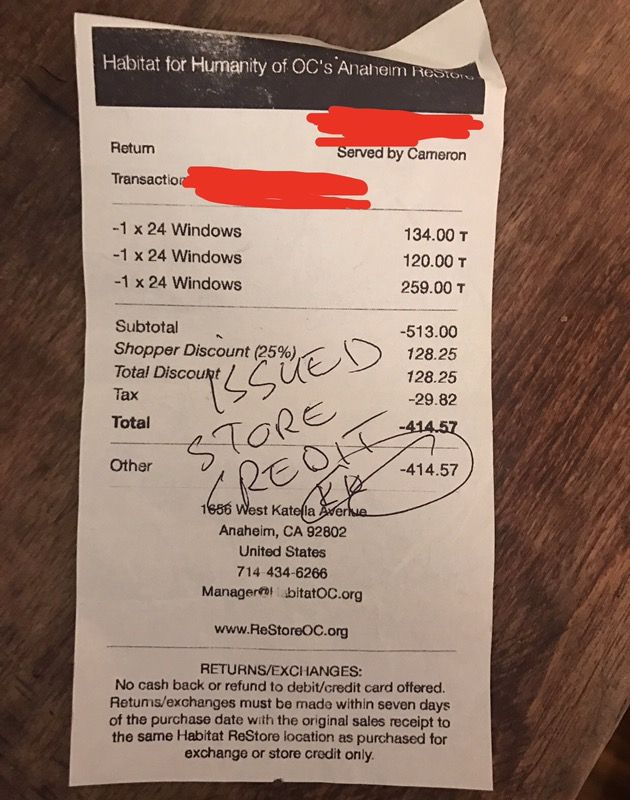 Habitat for Humanity of OC's Anaheim ReStore
Return
Served by Cameron
Transaction
-1 x 24 Windows 134.00 T
-1 x 24 Windows 120.00 T
-1 x 24 Windows 259.00 T
Subtotal -513.00
Shopper Discount (25%) 128.25
Total Discount 128.25
Tax -29.82
Total -414.57
ISSUED
STORE
CREDIT
Other -414.57
1656 West Katella Avenue
Anaheim, CA 92802
United States
714-434-6266
www.ReStoreOC.org
RETURNS/EXCHANGES:
No cash back or refund to debit/credit card offered.
Returns/exchanges must be made within seven days
of the purchase date with the original sales receipt to
the same Habitat ReStore location as purchased for
exchange or store credit only.